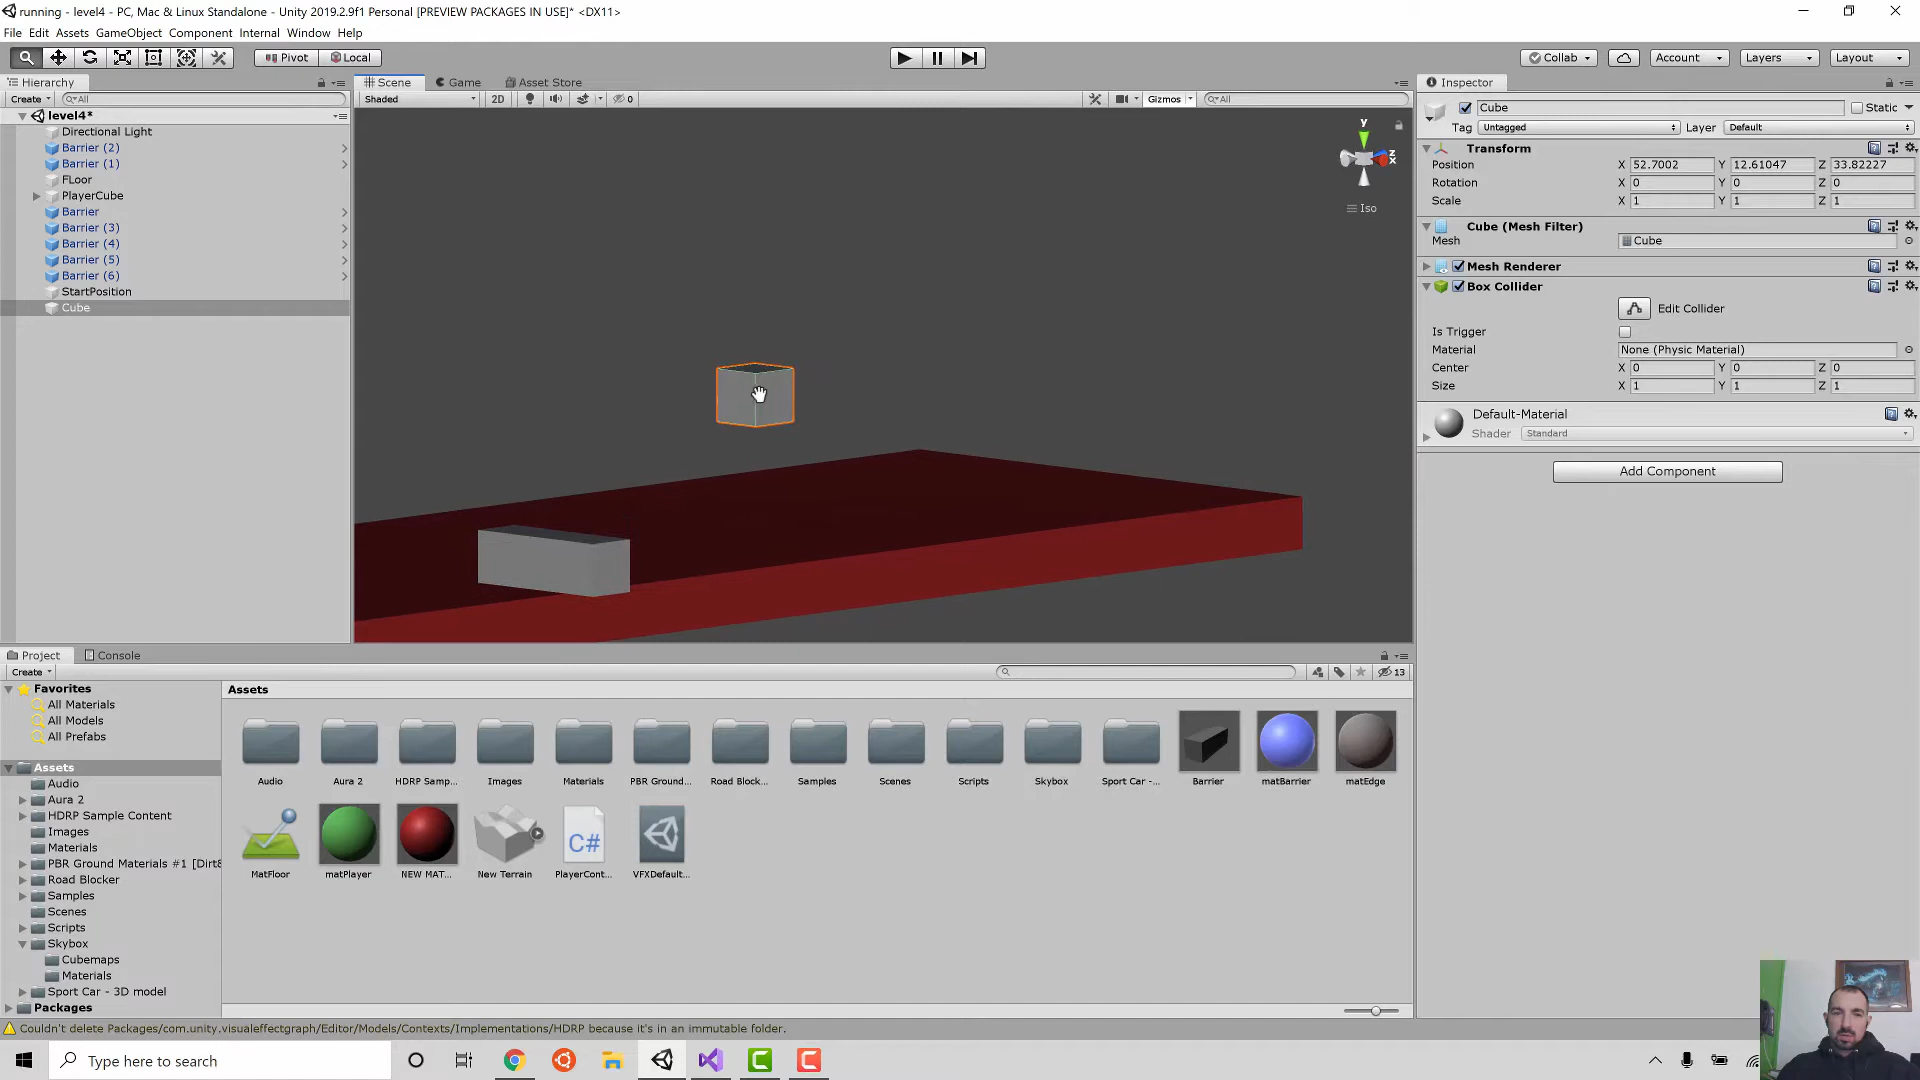 running - level4 - PC, Mac & Linux Standalone - Unity 2019.2.9f1 Personal [PREVIEW PACKAGES IN USE]* <DX11>
File Edit Assets GameObject Component Internal Window Help
Pivot Local Collab Account Layers Layout
Hierarchy Scene Game Asset Store Inspector
Create All Shaded 2D 0 Gizmos All
level4*
Directional Light
Barrier (2)
Barrier (1)
FLoor
PlayerCube
Barrier
Barrier (3)
Barrier (4)
Barrier (5)
Barrier (6)
StartPosition
Cube
y
z
x
Iso
Cube Static
Tag Untagged Layer Default
Transform
Position X 52.7002 Y 12.61047 Z 33.82227
Rotation X 0 Y 0 Z 0
Scale X 1 Y 1 Z 1
Cube (Mesh Filter)
Mesh Cube
Mesh Renderer
Box Collider
Edit Collider
Is Trigger
Material None (Physic Material)
Center X 0 Y 0 Z 0
Size X 1 Y 1 Z 1
Default-Material
Shader Standard
Add Component
Project Console
Create 13
Favorites
All Materials
All Models
All Prefabs
Assets
Audio
Aura 2
HDRP Sample Content
Images
Materials
PBR Ground Materials #1 [Dirt&
Road Blocker
Samples
Scenes
Scripts
Skybox
Cubemaps
Materials
Sport Car - 3D model
Packages
Assets
Audio Aura 2 HDRP Samp... Images Materials PBR Ground... Road Block... Samples Scenes Scripts Skybox Sport Car -... Barrier matBarrier matEdge
C#
MatFloor matPlayer NEW MAT... New Terrain PlayerCont... VFXDefault...
Couldn't delete Packages/com.unity.visualeffectgraph/Editor/Models/Contexts/Implementations/HDRP because it's in an immutable folder.
Type here to search